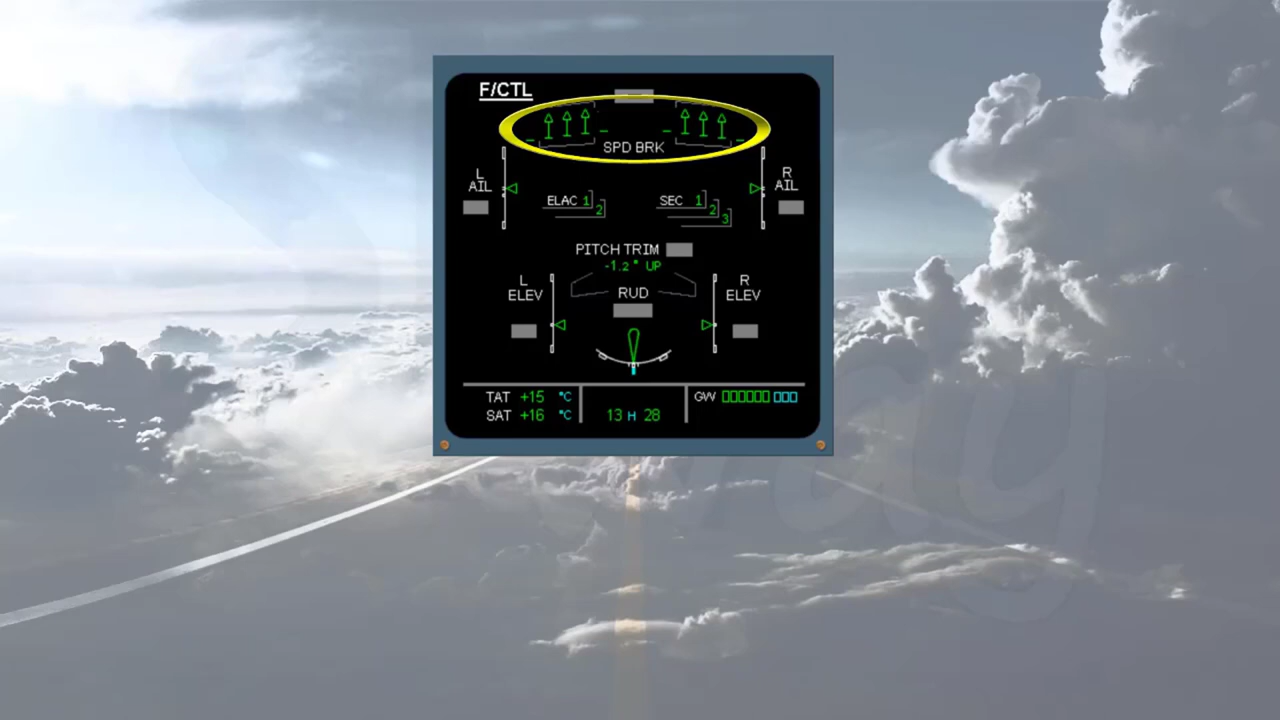 F/CTL
SPD BRK
L
AIL
R
AIL
ELAC 1
2
SEC 1
2
3
PITCH TRIM
-1.2° UP
L
ELEV
R
ELEV
RUD
TAT +15 °C
SAT +16 °C
13 H 28
GW